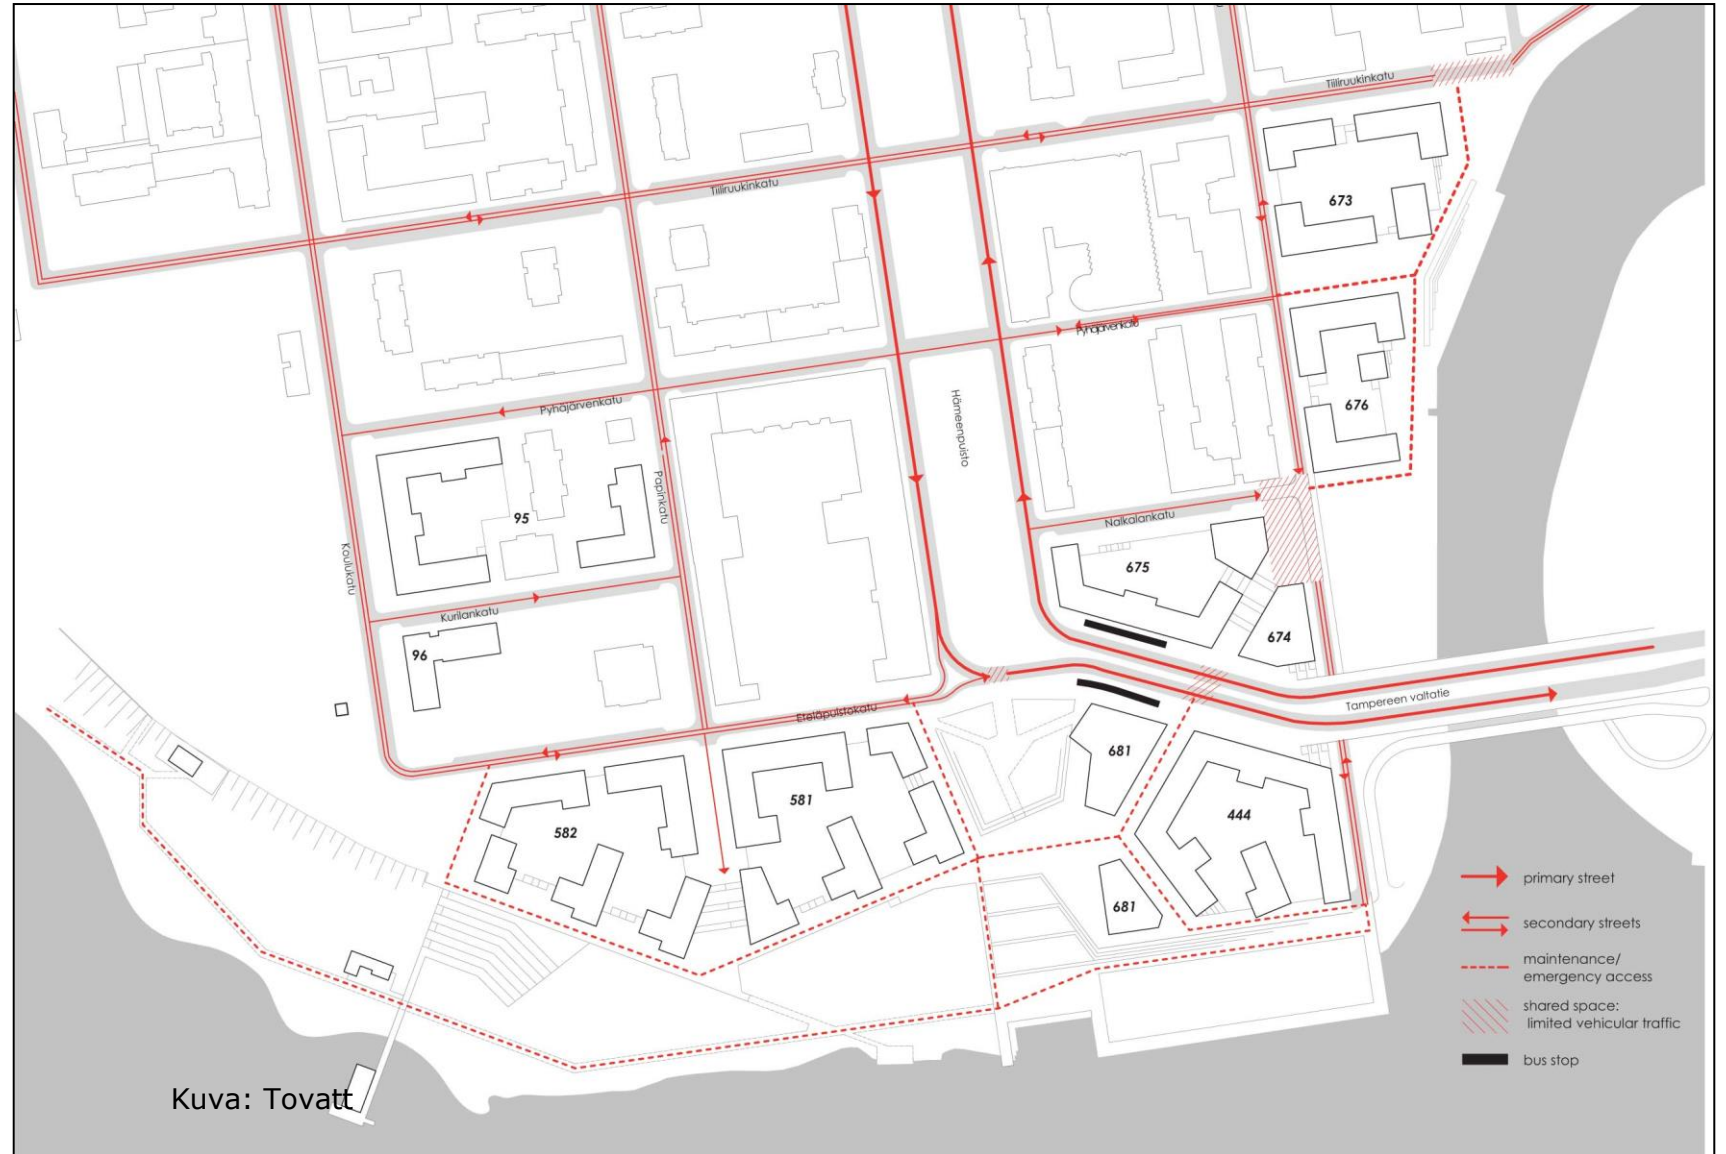 Tiiliruukinkatu
Tiiliruukinkatu
673
Pyhäjärvenkatu
Hämeenpuisto
676
Pyhäjärvenkatu
95
Papinkatu
Nalkalankatu
Koulukatu
675
Kurilankatu
674
96
Tampereen valtatie
Eteläpuistokatu
681
581
582
444
681
primary street
secondary streets
maintenance/
emergency access
shared space:
limited vehicular traffic
bus stop
Kuva: Tovatt